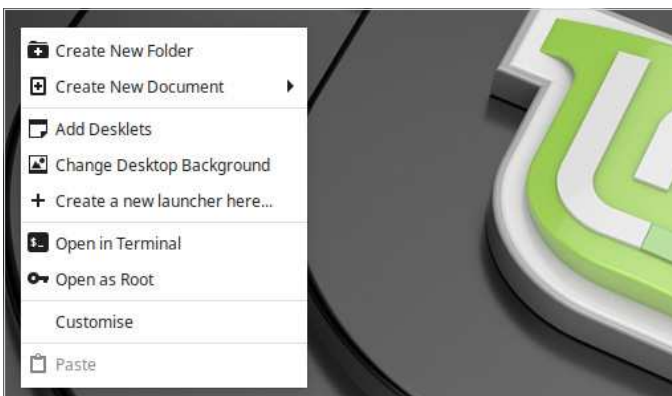 Create New Folder
Create New Document
Add Desklets
Change Desktop Background
Create a new launcher here...
$_
Open in Terminal
Open as Root
Customise
Paste